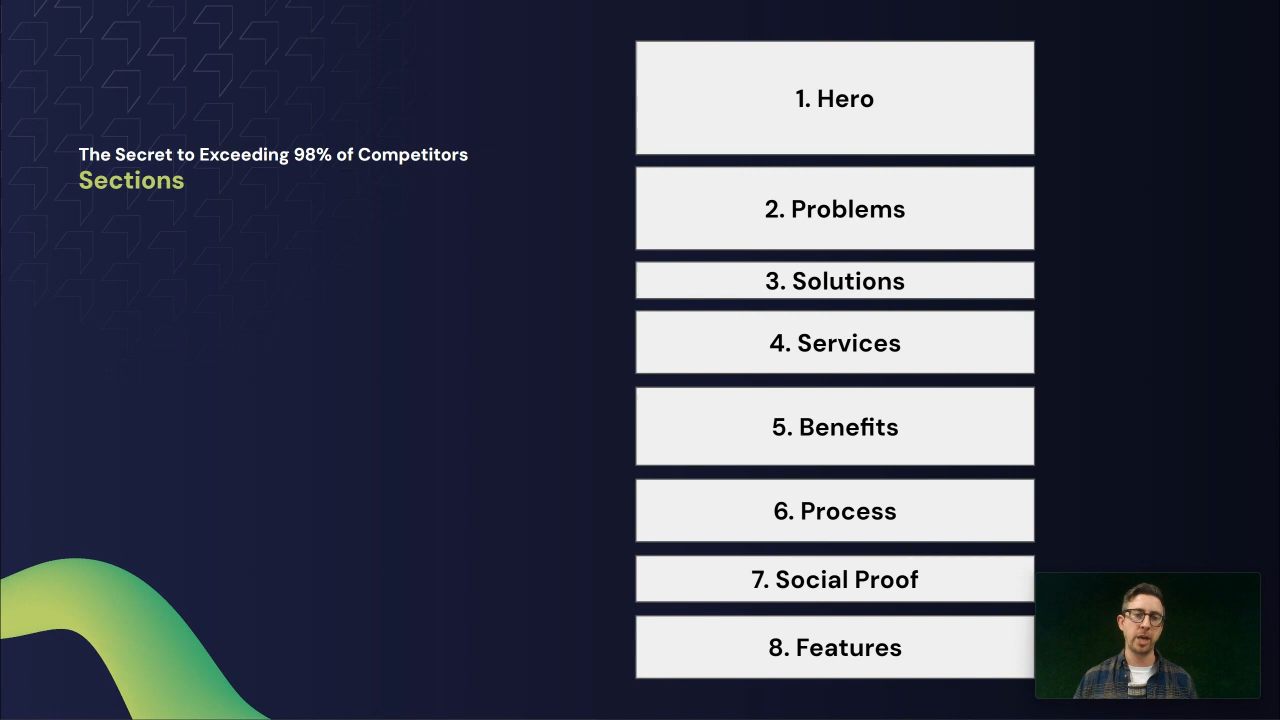 The Secret to Exceeding 98% of Competitors
Sections
1. Hero
2. Problems
3. Solutions
4. Services
5. Benefits
6. Process
7. Social Proof
8. Features